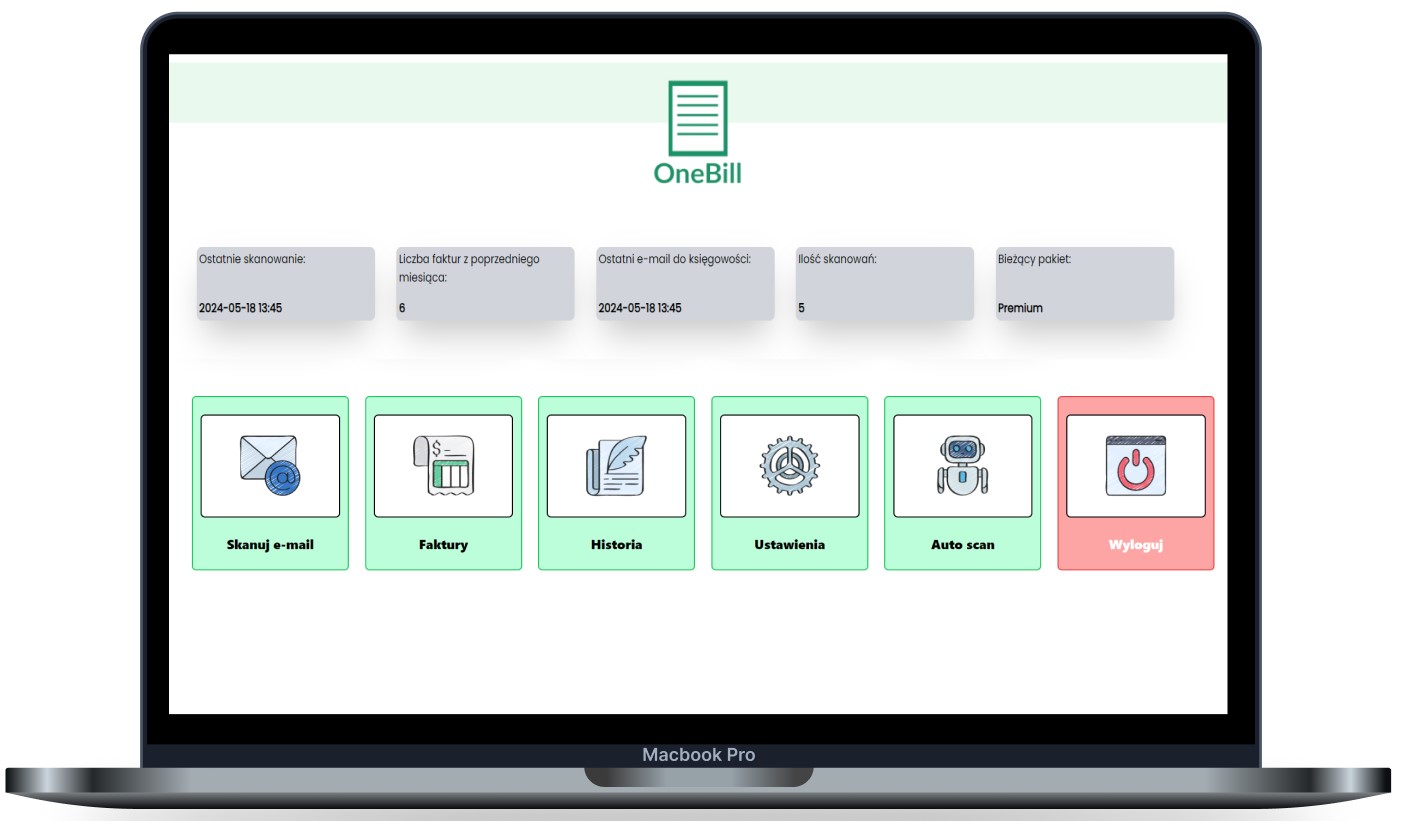 OneBill
Ostatnie skanowanie:
2024-05-18 13:45
Liczba faktur z poprzedniego
miesiąca:
6
Ostatni e-mail do księgowości:
2024-05-18 13:45
Ilość skanowań:
5
Bieżący pakiet:
Premium
@
Skanuj e-mail
$
Faktury
Historia
Ustawienia
Auto scan
Wyloguj
Macbook Pro